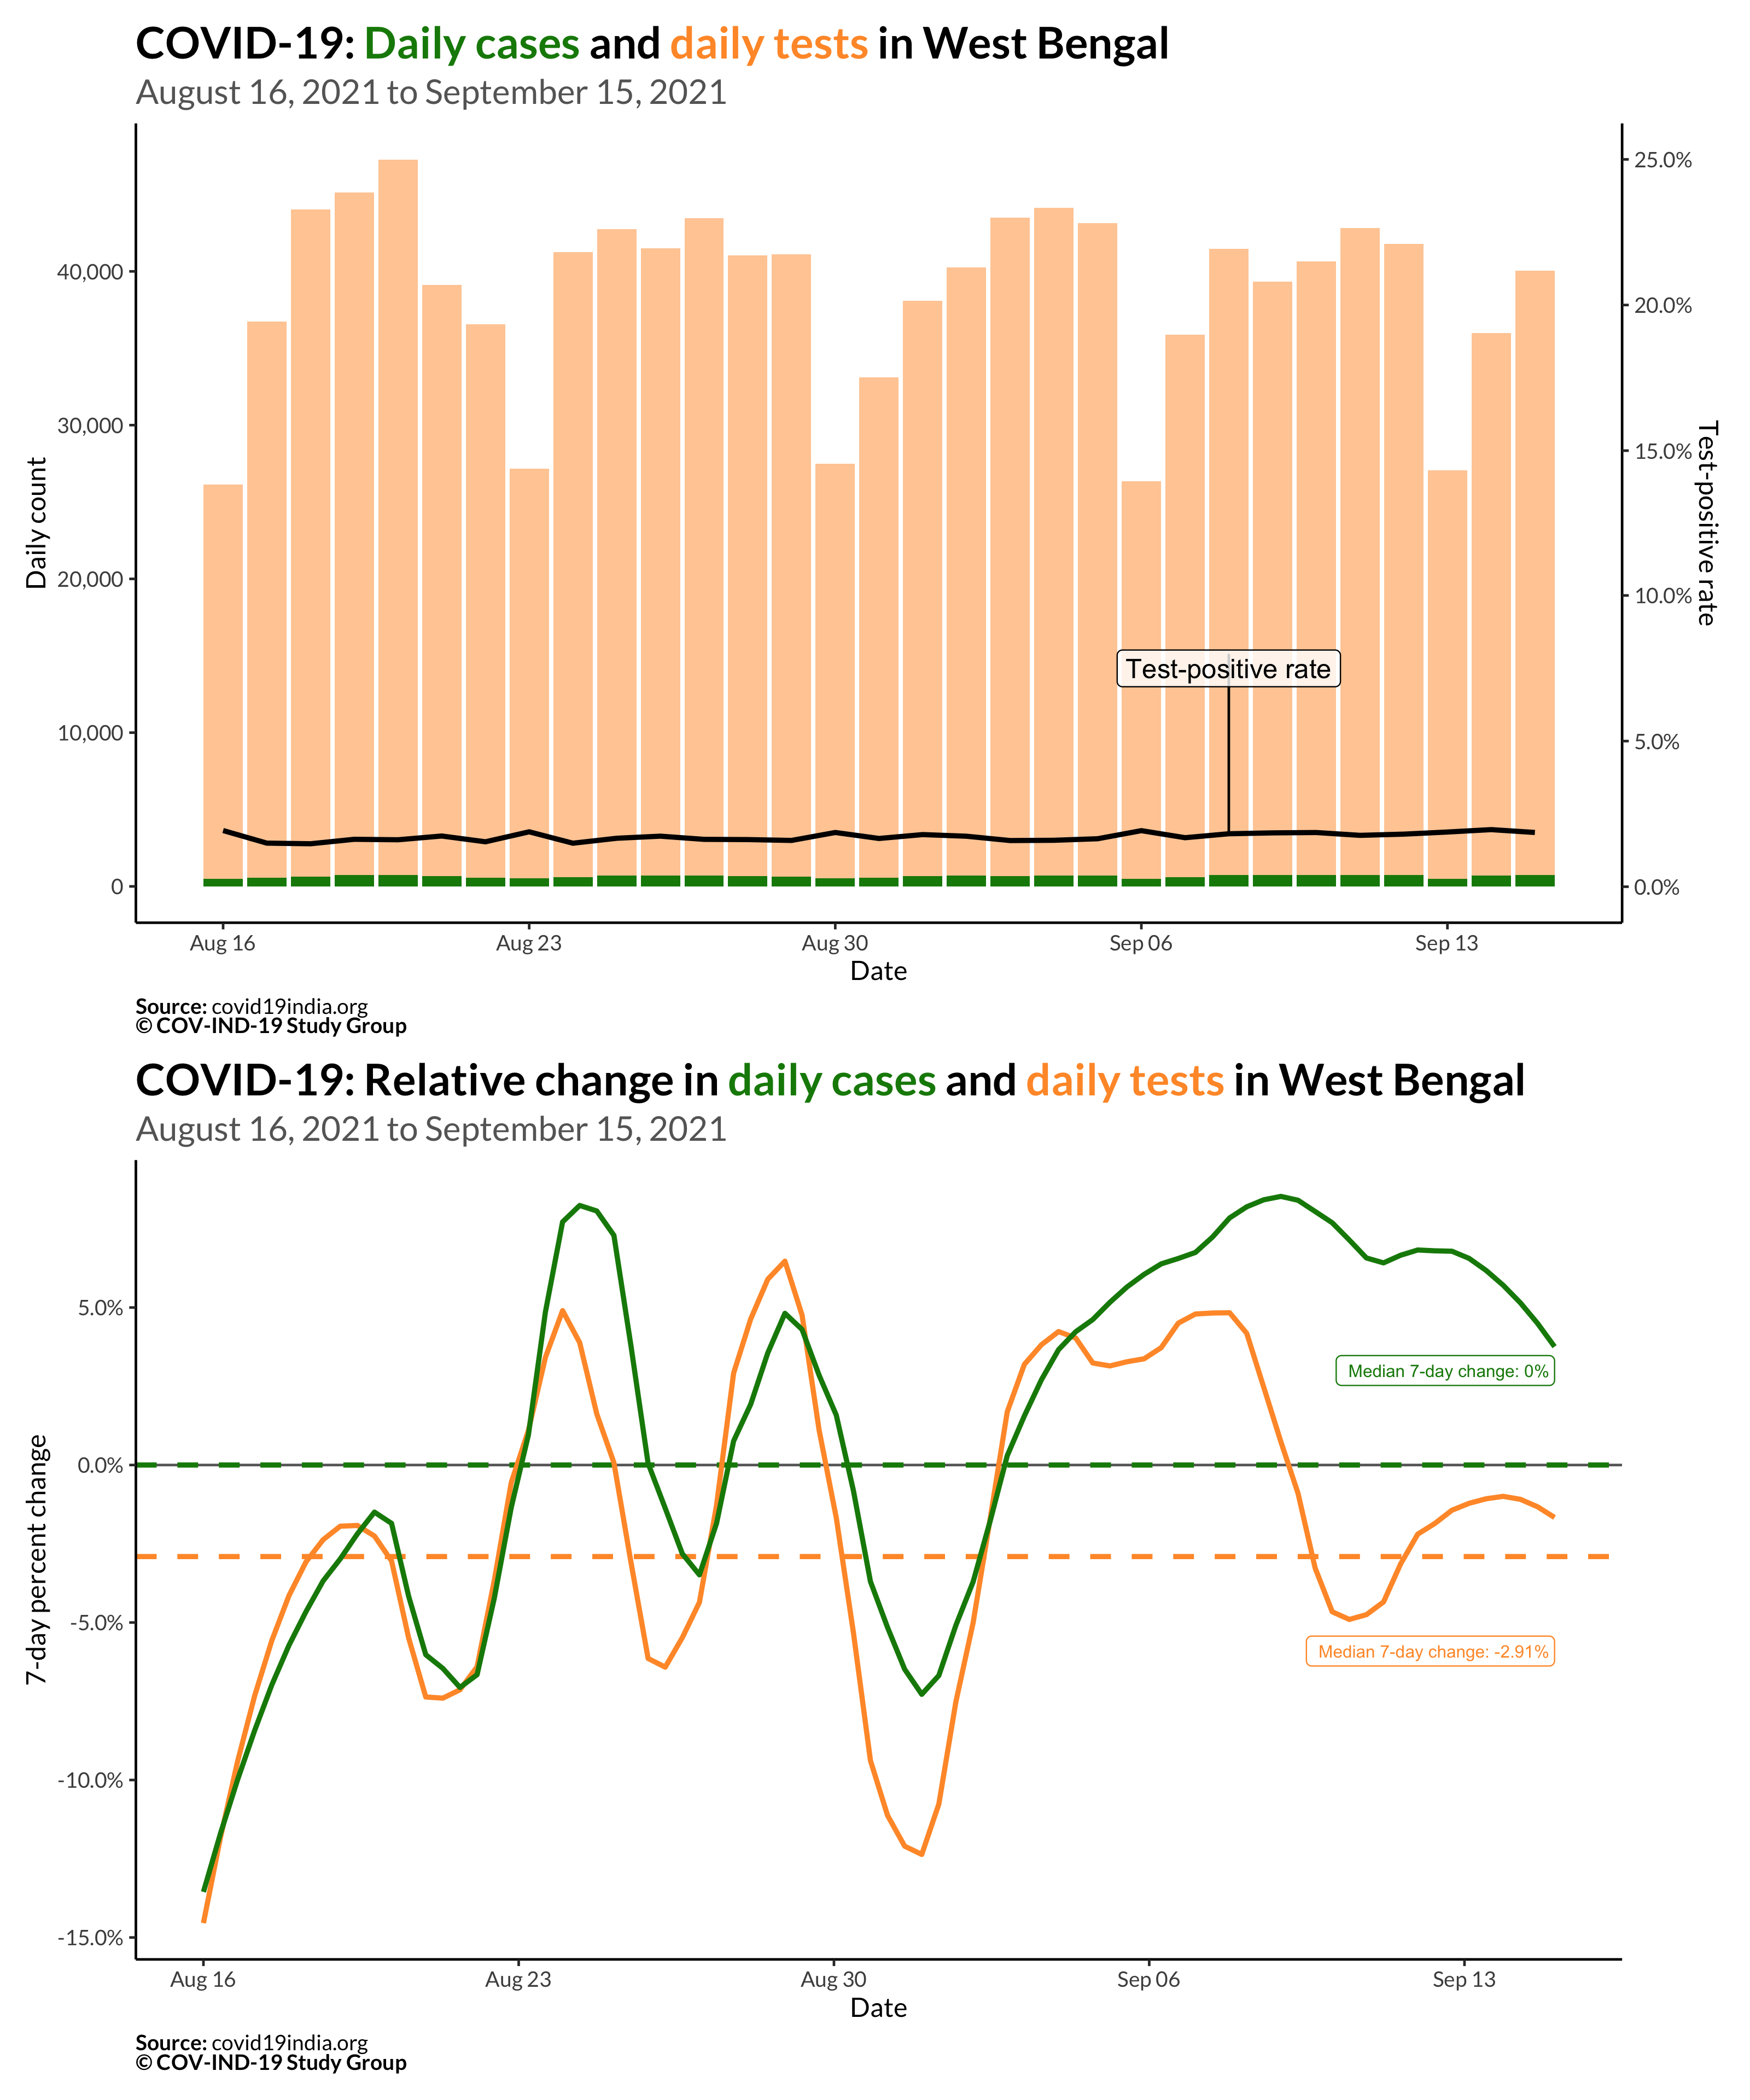 COVID-19: Daily cases and daily tests in West Bengal
August 16, 2021 to September 15, 2021
Daily count
40,000
30,000
20,000
10,000
0
25.0%
20.0%
15.0%
10.0%
5.0%
0.0%
Test-positive rate
Test-positive rate
Aug 16 Aug 23 Aug 30 Sep 06 Sep 13
Date
Source: covid19india.org
© COV-IND-19 Study Group
COVID-19: Relative change in daily cases and daily tests in West Bengal
August 16, 2021 to September 15, 2021
7-day percent change
5.0%
0.0%
-5.0%
-10.0%
-15.0%
Median 7-day change: 0%
Median 7-day change: -2.91%
Aug 16 Aug 23 Aug 30 Sep 06 Sep 13
Date
Source: covid19india.org
© COV-IND-19 Study Group